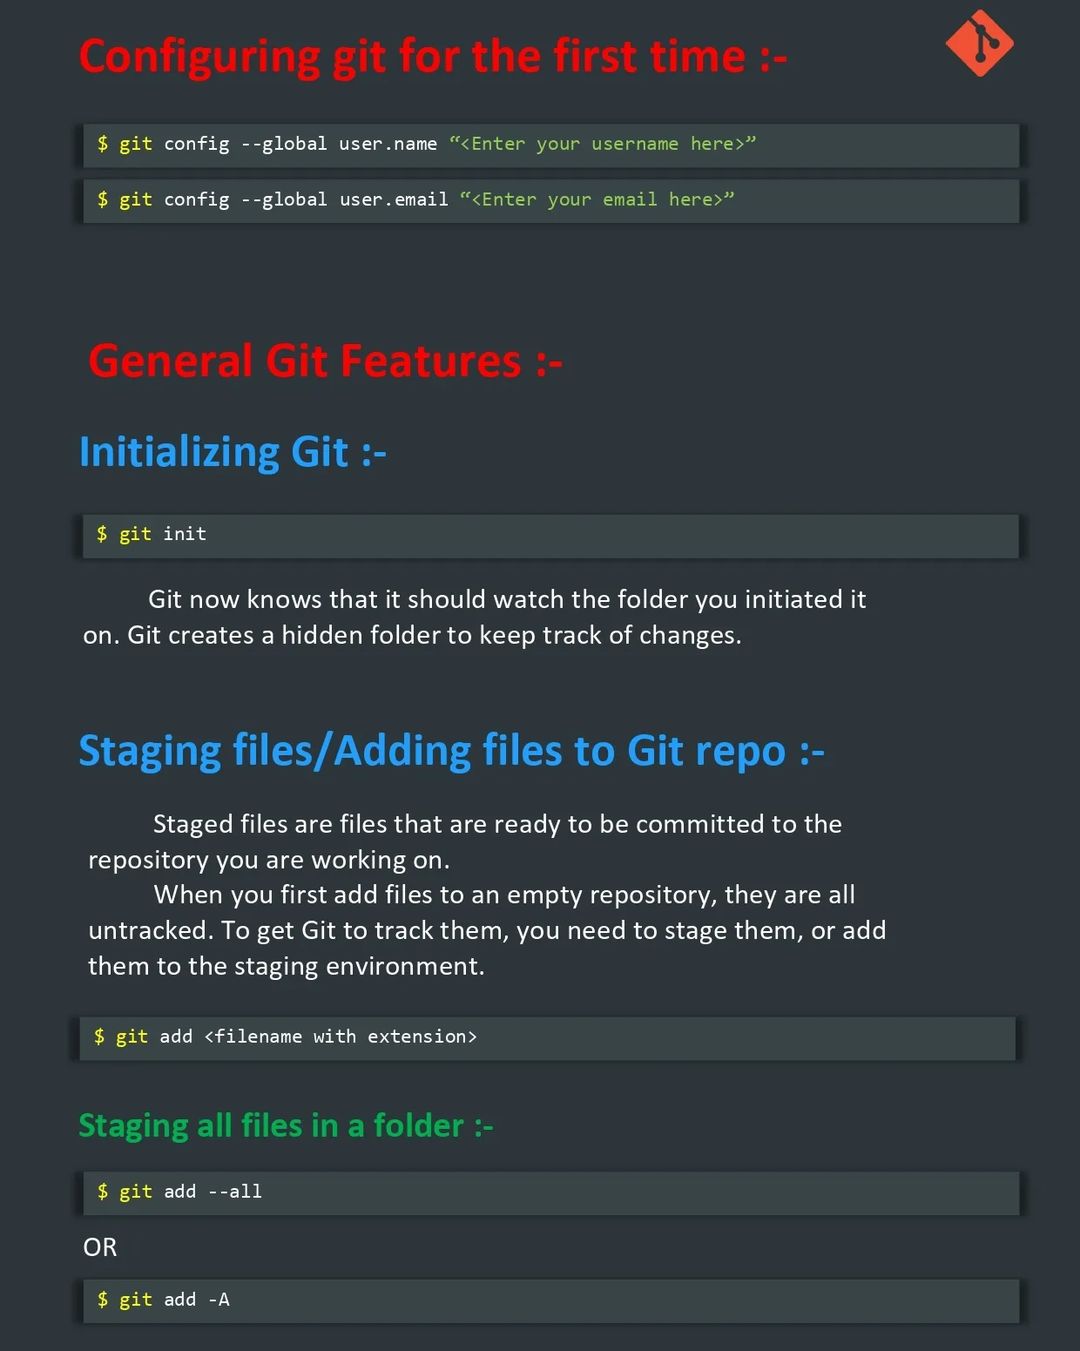 Configuring git for the first time :-
$ git config --global user.name “<Enter your username here>”
$ git config --global user.email “<Enter your email here>”
General Git Features :-
Initializing Git :-
$ git init
Git now knows that it should watch the folder you initiated it
on. Git creates a hidden folder to keep track of changes.
Staging files/Adding files to Git repo :-
Staged files are files that are ready to be committed to the
repository you are working on.
When you first add files to an empty repository, they are all
untracked. To get Git to track them, you need to stage them, or add
them to the staging environment.
$ git add <filename with extension>
Staging all files in a folder :-
$ git add --all
OR
$ git add -A